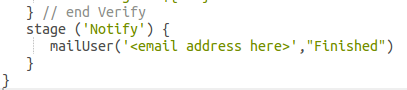 } // end Verify
stage ('Notify') {
mailUser('<email address here>',"Finished")
}
}